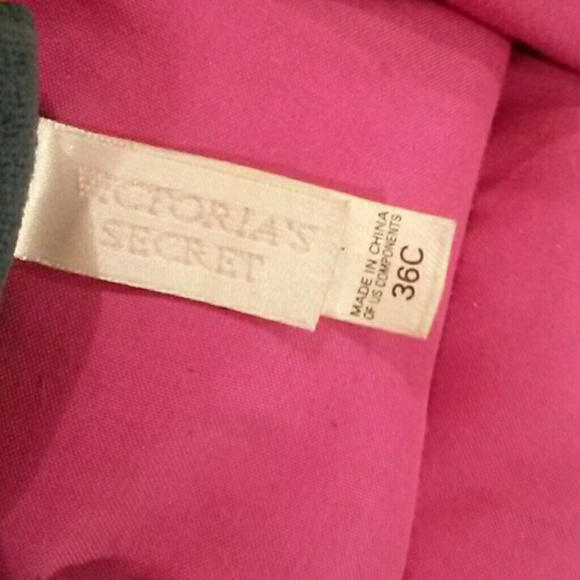 VICTORIA'S
SECRET
MADE IN CHINA
OF US COMPONENTS
36C